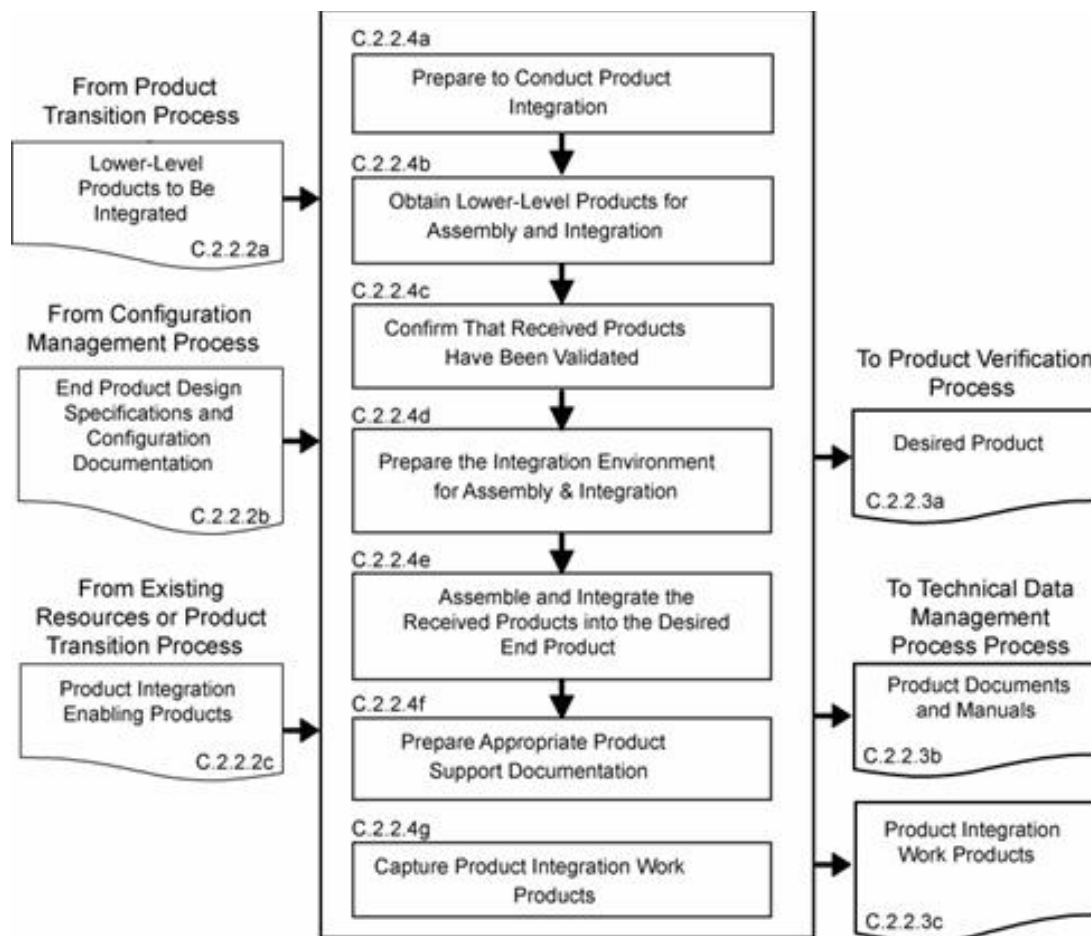 From Product
Transition Process
Lower-Level
Products to Be
Integrated
C.2.2.2a
From Configuration
Management Process
End Product Design
Specifications and
Configuration
Documentation
C.2.2.2b
From Existing
Resources or Product
Transition Process
Product Integration
Enabling Products
C.2.2.2c
C.2.2.4a
Prepare to Conduct Product
Integration
C.2.2.4b
Obtain Lower-Level Products for
Assembly and Integration
C.2.2.4c
Confirm That Received Products
Have Been Validated
C.2.2.4d
Prepare the Integration Environment
for Assembly & Integration
C.2.2.4e
Assemble and Integrate the
Received Products into the Desired
End Product
C.2.2.4f
Prepare Appropriate Product
Support Documentation
C.2.2.4g
Capture Product Integration Work
Products
To Product Verification
Process
Desired Product
C.2.2.3a
To Technical Data
Management
Process Process
Product Documents
and Manuals
C.2.2.3b
Product Integration
Work Products
C.2.2.3c